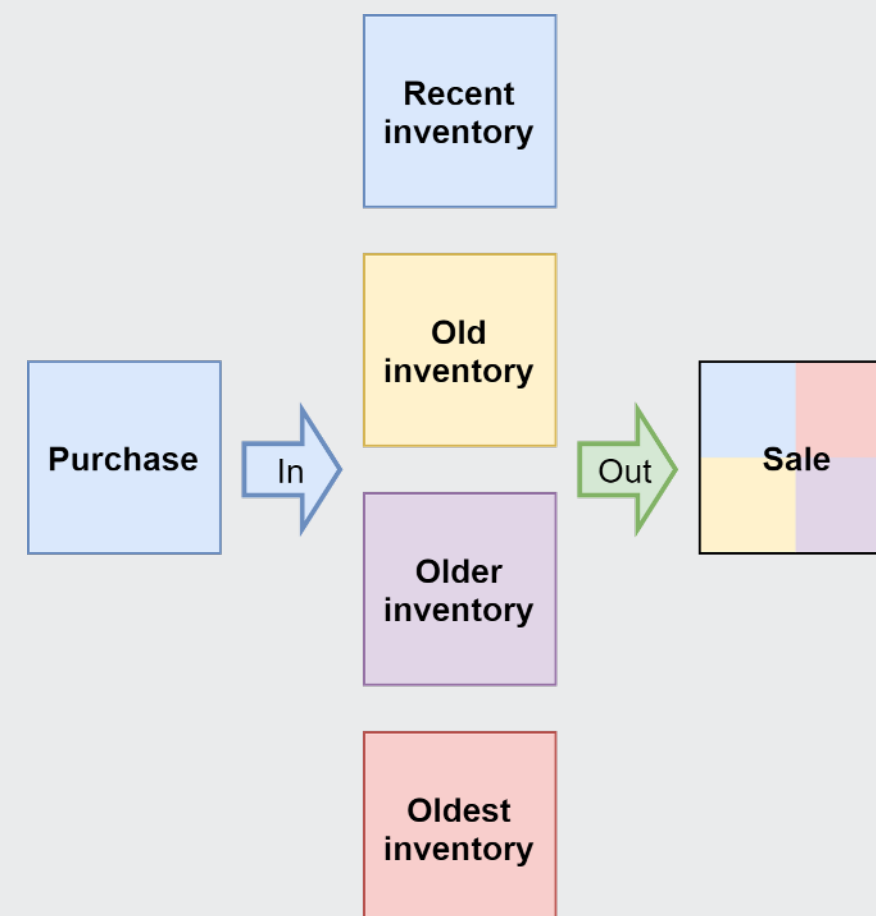 Recent
inventory
Old
inventory
Purchase
In
Out
Sale
Older
inventory
Oldest
inventory